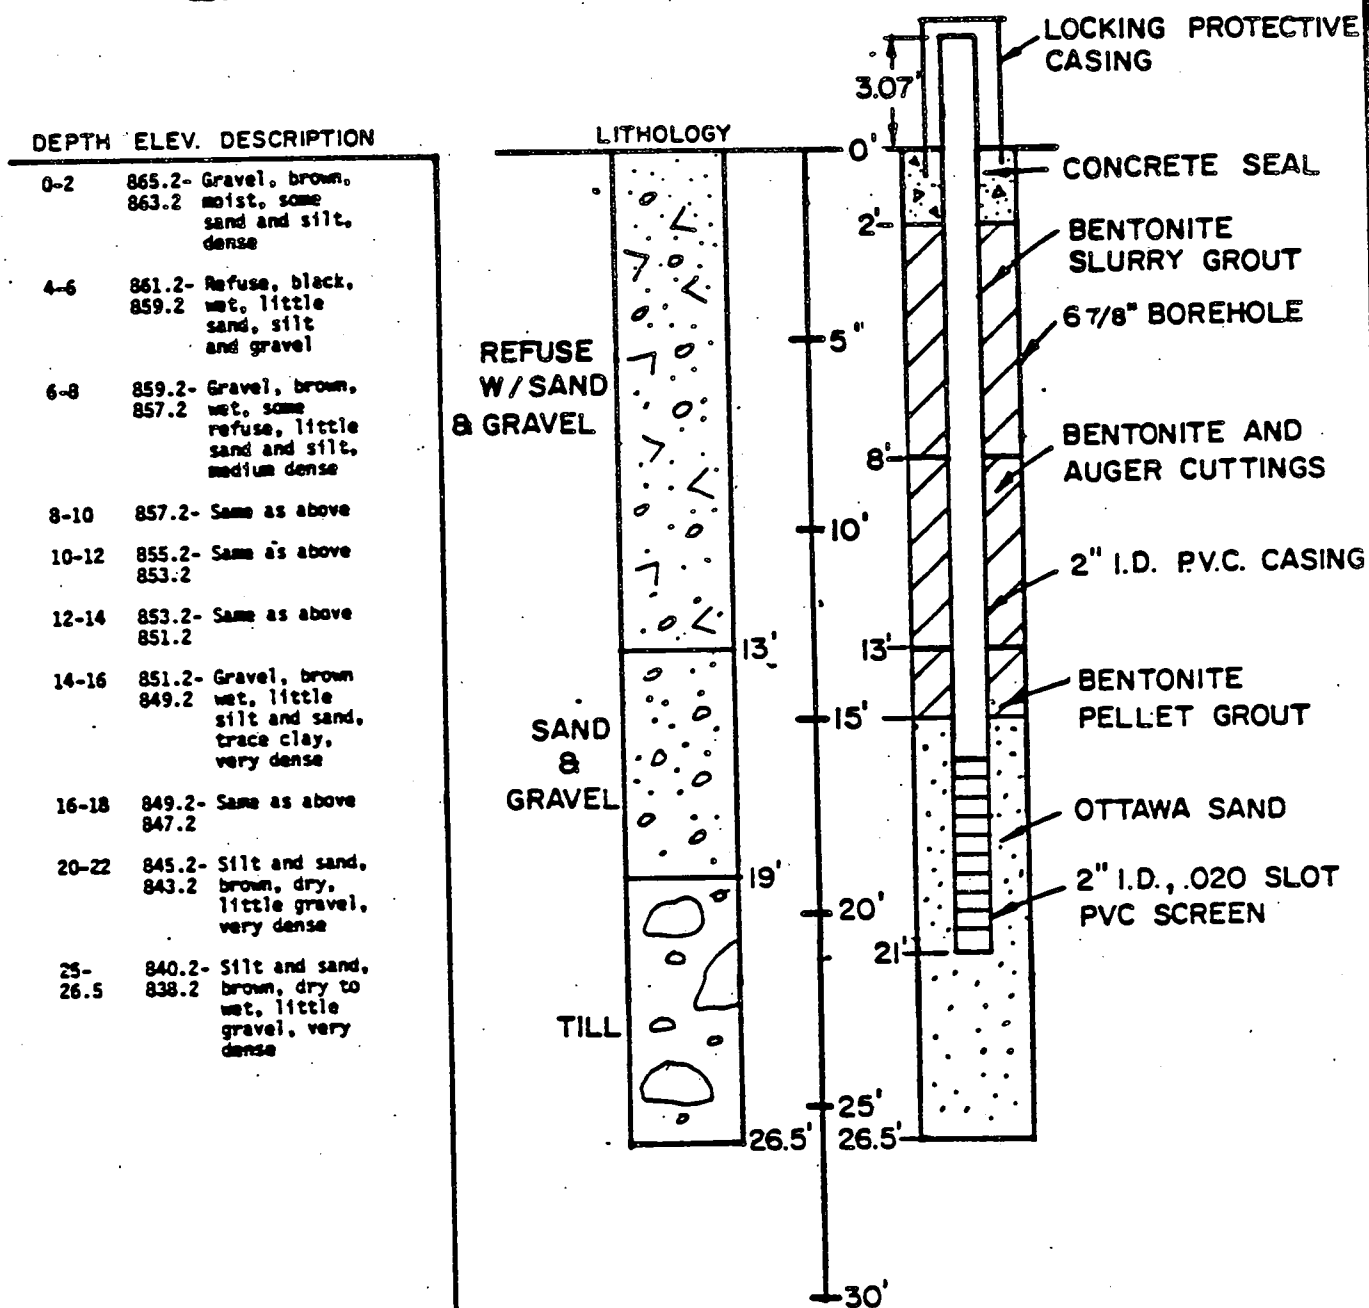 DEPTH ELEV. DESCRIPTION
0-2 865.2- Gravel, brown,
863.2 moist, some
sand and silt,
dense
4-6 861.2- Refuse, black,
859.2 wet, little
sand, silt
and gravel
6-8 859.2- Gravel, brown,
857.2 wet, some
refuse, little
sand and silt,
medium dense
8-10 857.2- Same as above
10-12 855.2- Same as above
853.2
12-14 853.2- Same as above
851.2
14-16 851.2- Gravel, brown
849.2 wet, little
silt and sand,
trace clay,
very dense
16-18 849.2- Same as above
847.2
20-22 845.2- Silt and sand,
843.2 brown, dry,
little gravel,
very dense
25- 840.2- Silt and sand,
26.5 838.2 brown, dry to
wet, little
gravel, very
dense
LITHOLOGY
REFUSE
W/SAND
& GRAVEL
13'
SAND
&
GRAVEL
19'
TILL
26.5'
3.07'
0'
2'
5"
8'
10'
13'
15'
20'
21'
25'
26.5'
30'
LOCKING PROTECTIVE
CASING
CONCRETE SEAL
BENTONITE
SLURRY GROUT
6 7/8" BOREHOLE
BENTONITE AND
AUGER CUTTINGS
2" I.D. P.V.C. CASING
BENTONITE
PELLET GROUT
OTTAWA SAND
2" I.D., .020 SLOT
PVC SCREEN